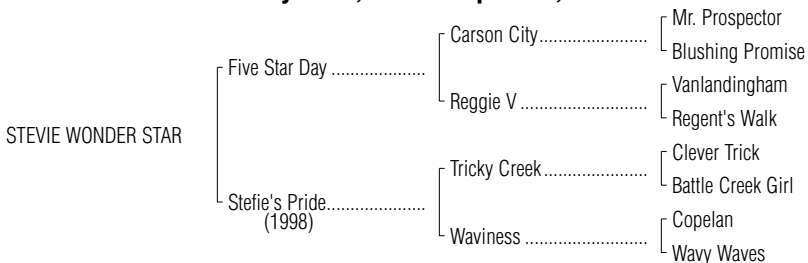 Mr. Prospector
Carson City....................
Blushing Promise
Five Star Day ...................
Vanlandingham
Reggie V .......................
Regent's Walk
STEVIE WONDER STAR
Clever Trick
Tricky Creek...................
Battle Creek Girl
Stefie's Pride...................
(1998)
Copelan
Waviness ......................
Wavy Waves